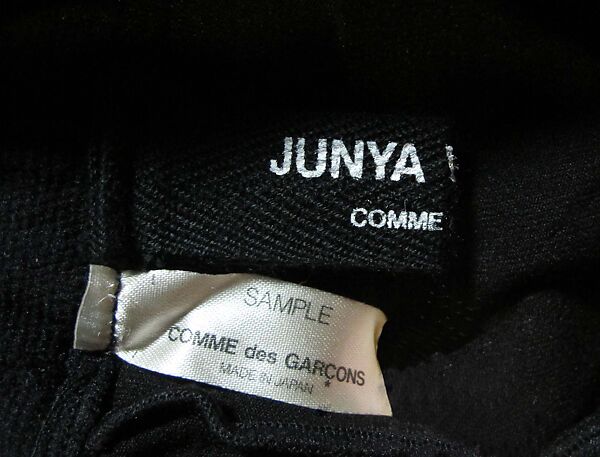 JUNYA
COMME
SAMPLE
COMME des GARÇONS
MADE IN JAPAN *